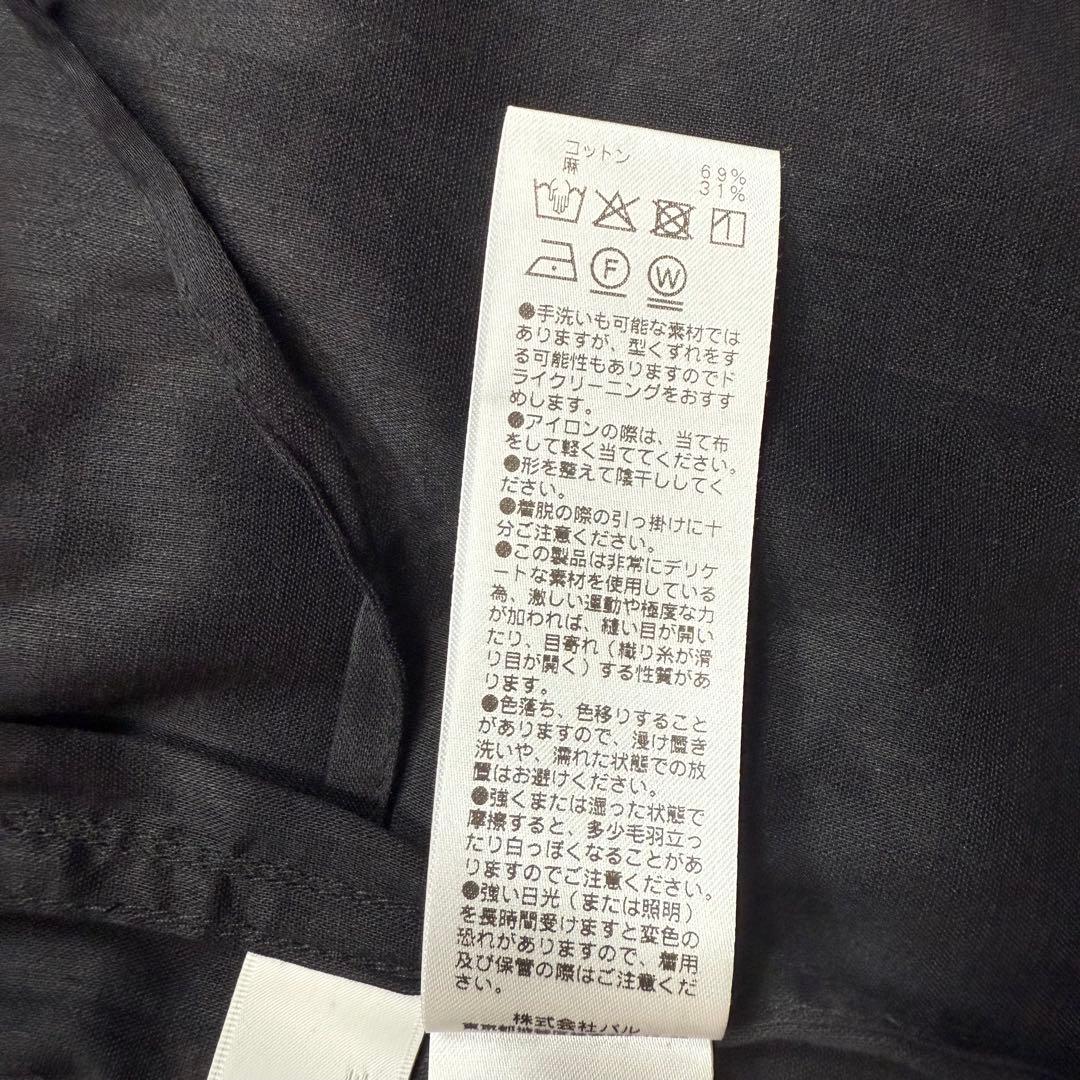 コットン 69%
麻 31%
F W
●手洗いも可能な素材では
ありますが、型くずれをす
る可能性もありますのでド
ライクリーニングをおすす
めします。
●アイロンの際は、当て布
をして軽く当ててください。
●形を整えて陰干ししてく
ださい。
●着脱の際の引っ掛けに十
分ご注意ください。
●この製品は非常にデリケ
ートな素材を使用している
為、激しい運動や極度な力
が加われば、縫い目が開い
たり、目寄れ(織り糸が滑
り目が開く)する性質があ
ります。
●色落ち、色移りすること
がありますので、漫け置き
洗いや、濡れた状態での放
置はお避けください。
●強くまたは湿った状態で
摩擦すると、多少毛羽立っ
たり白っぽくなることがあ
りますのでご注意ください。
●強い日光(または照明)
を長時間受けますと変色の
恐れがありますので、着用
及び保管の際はご注意くだ
さい。
株式会社パル